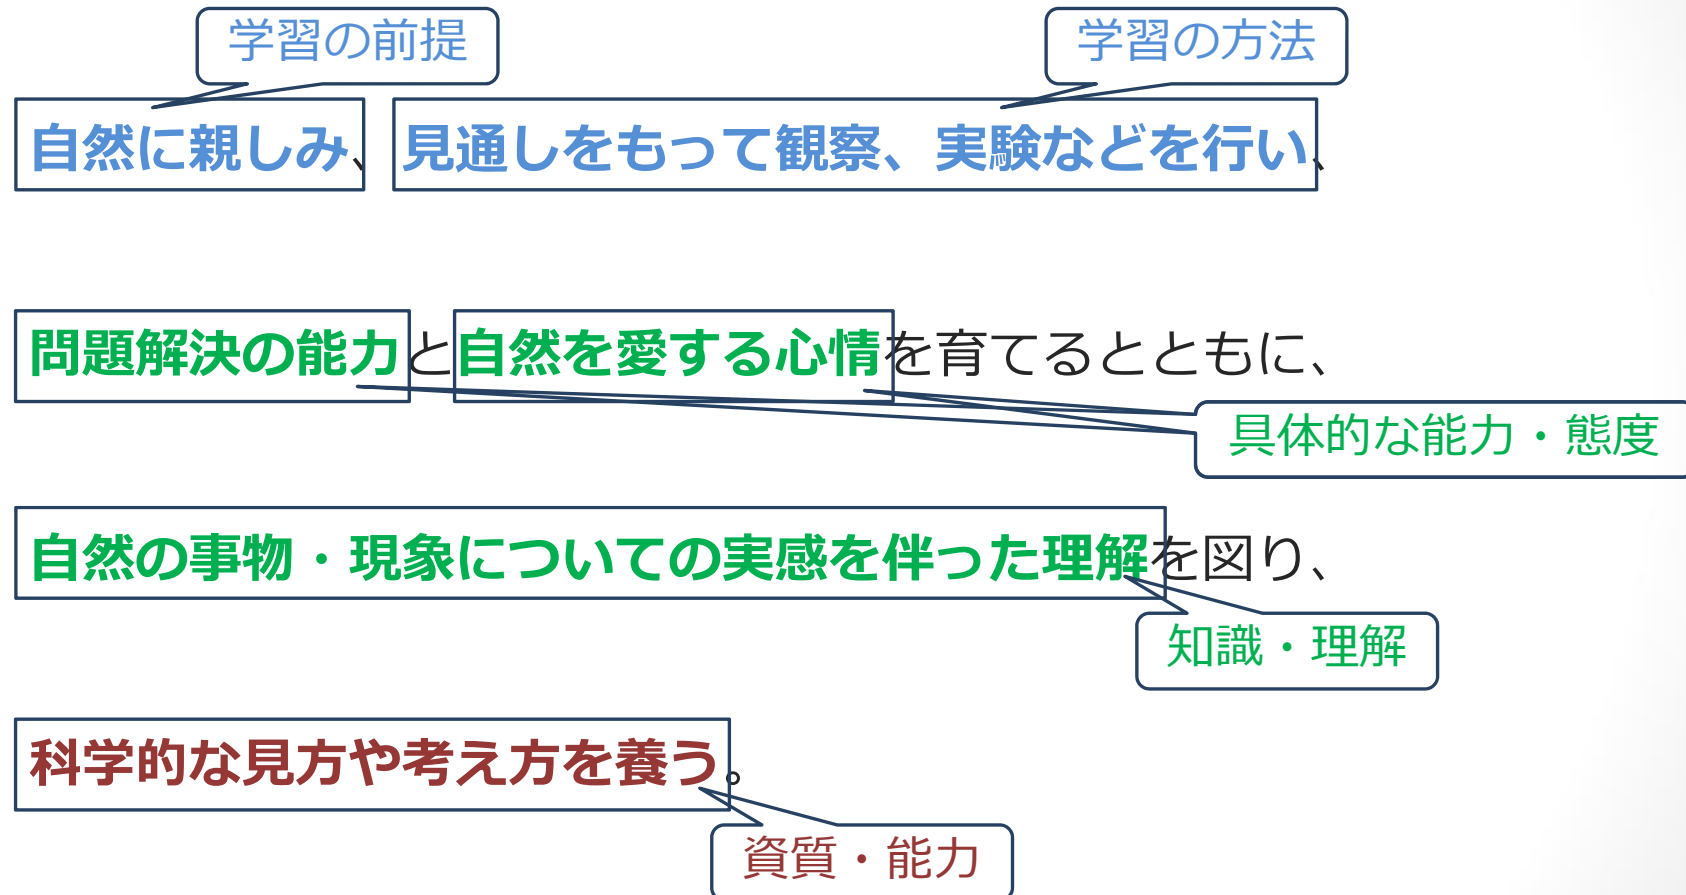 学習の前提
学習の方法
自然に親しみ、見通しをもって観察、実験などを行い、
問題解決の能力と自然を愛する心情を育てるとともに、
具体的な能力・態度
自然の事物・現象についての実感を伴った理解を図り、
知識・理解
科学的な見方や考え方を養う。
資質・能力